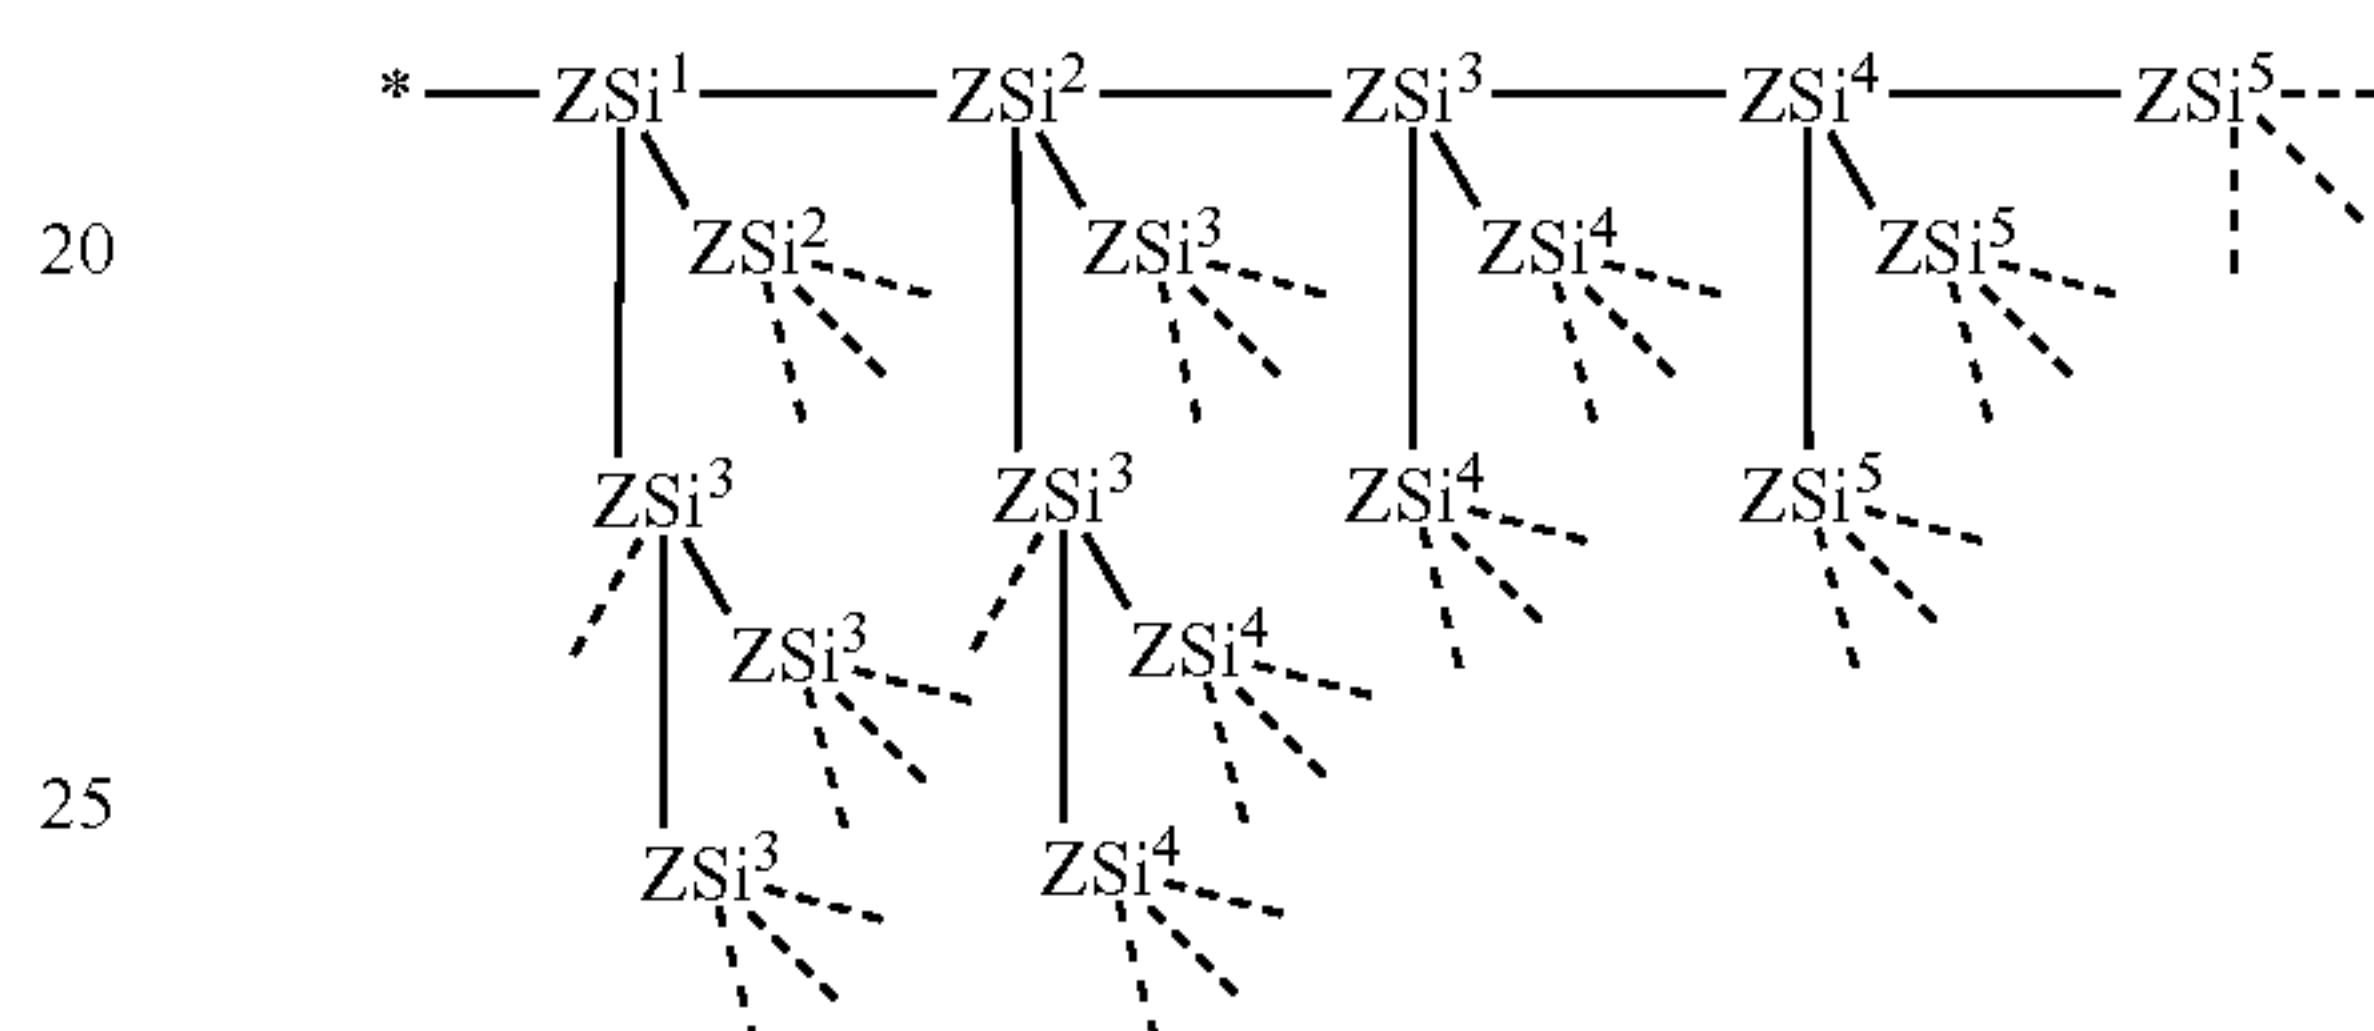 * ZSi¹ ZSi² ZSi³ ZSi⁴ ZSi⁵
20 ZSi² ZSi³ ZSi⁴ ZSi⁵
ZSi³ ZSi³ ZSi⁴ ZSi⁵
ZSi³ ZSi⁴
25
ZSi³ ZSi⁴